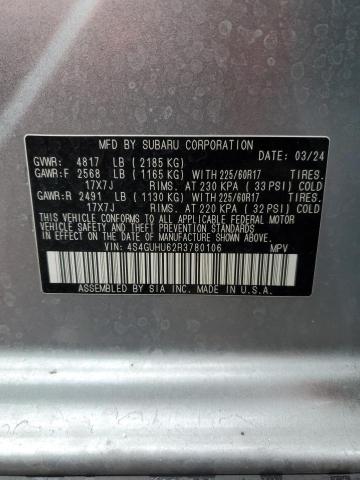 MFD BY SUBARU CORPORATION
GVWR: 4817 LB (2185 KG) DATE: 03/24
GAWR:F 2568 LB (1165 KG) WITH 225/60R17 TIRES.
17X7J RIMS. AT 230 KPA (33 PSI) COLD
GAWR:R 2491 LB (1130 KG) WITH 225/60R17 TIRES.
17X7J RIMS. AT 220 KPA (32 PSI) COLD
THIS VEHICLE CONFORMS TO ALL APPLICABLE FEDERAL MOTOR
VEHICLE SAFETY STANDARDS IN EFFECT ON
THE DATE OF MANUFACTURE SHOWN ABOVE.
VIN: 4S4GUHU62R3780106 MPV
ASSEMBLED BY SIA INC. MADE IN U.S.A.